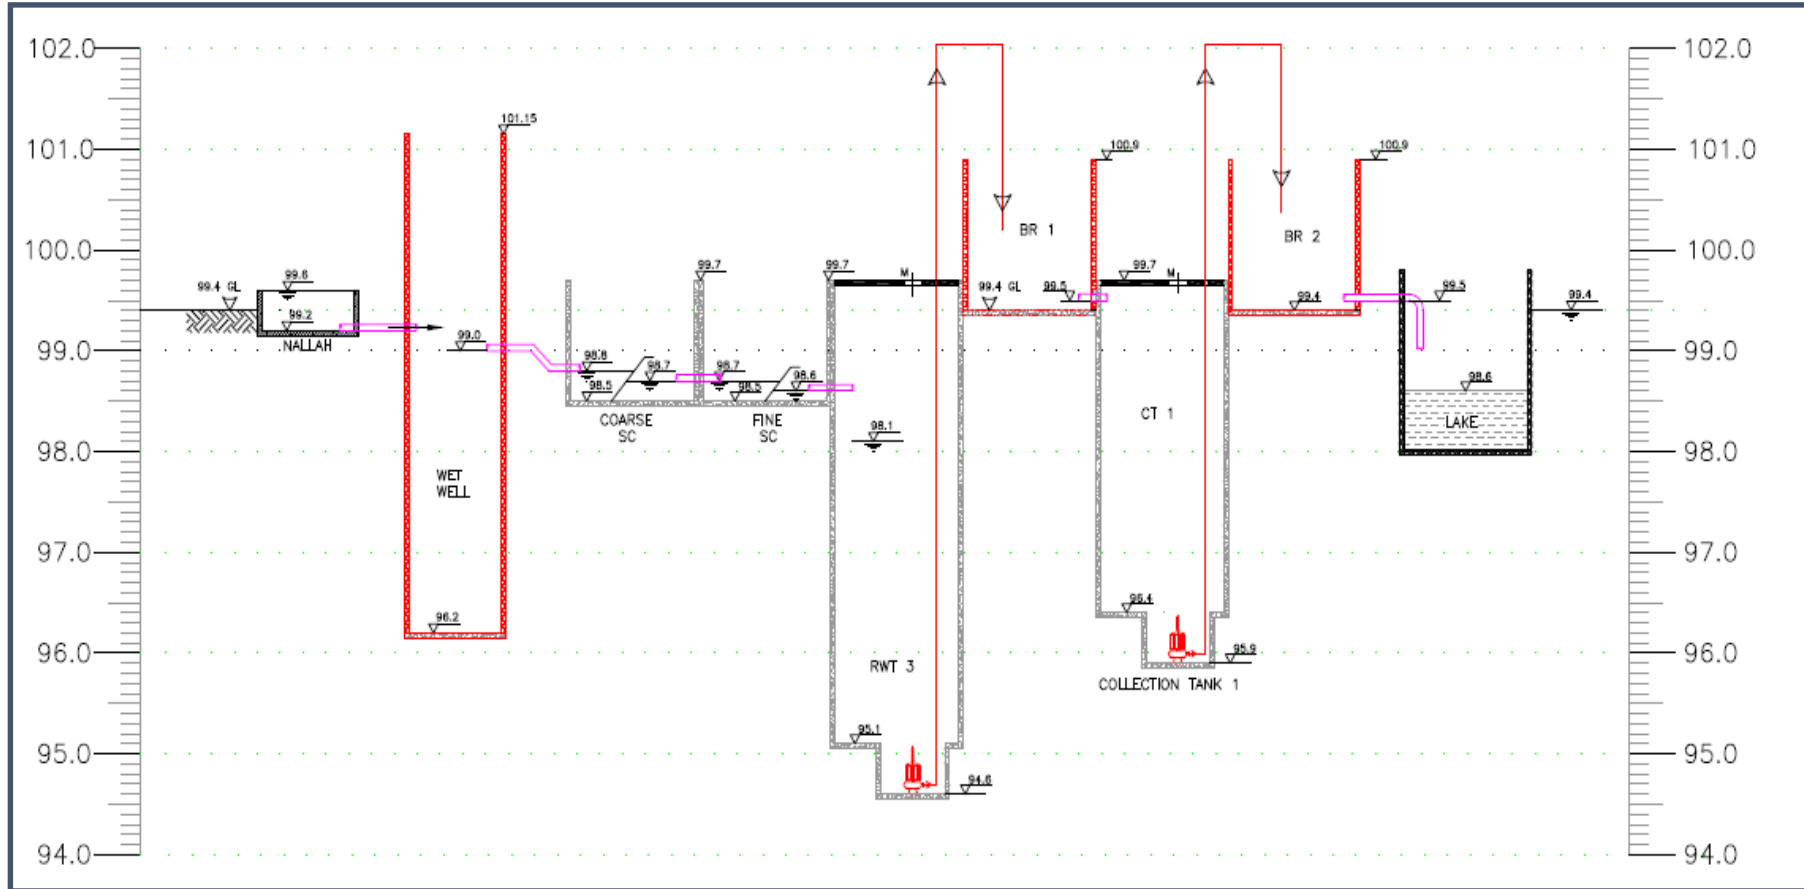 102.0
102.0
101.15
101.0
100.9
100.9
101.0
100.0
BR 1
BR 2
100.0
99.4 GL
99.6
99.7
99.7
M
99.4 GL
99.5
99.7
M
99.4
99.5
99.4
99.2
NALLAH
99.0
99.0
99.0
98.8
98.7
98.7
98.6
98.5
98.5
98.6
COARSE
SC
FINE
SC
CT 1
LAKE
98.1
98.0
98.0
WET
WELL
97.0
97.0
96.2
96.4
96.0
RWT 3
95.9
96.0
COLLECTION TANK 1
95.1
95.0
95.0
94.6
94.0
94.0